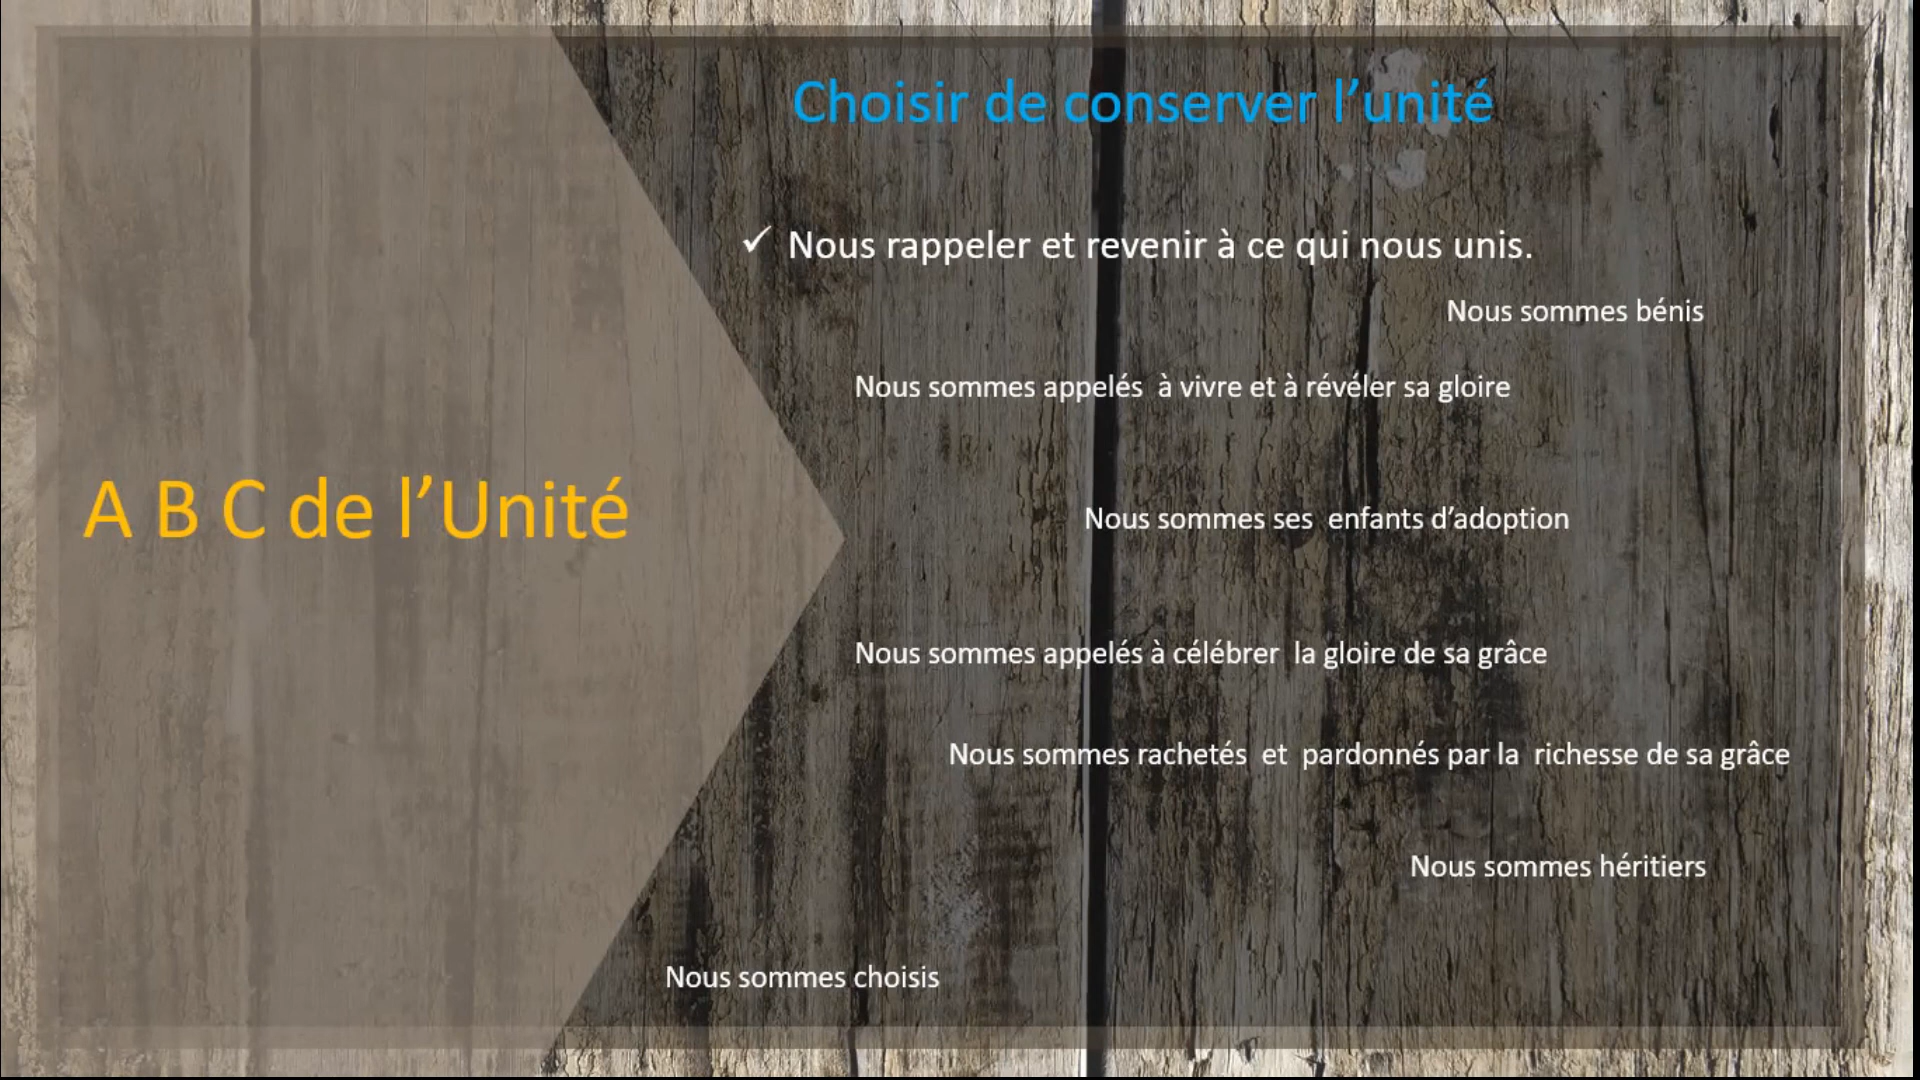 A B C de l’Unité
Choisir de conserver l’unité
✓ Nous rappeler et revenir à ce qui nous unis.
Nous sommes bénis
Nous sommes appelés à vivre et à révéler sa gloire
Nous sommes ses enfants d’adoption
Nous sommes appelés à célébrer la gloire de sa grâce
Nous sommes rachetés et pardonnés par la richesse de sa grâce
Nous sommes héritiers
Nous sommes choisis